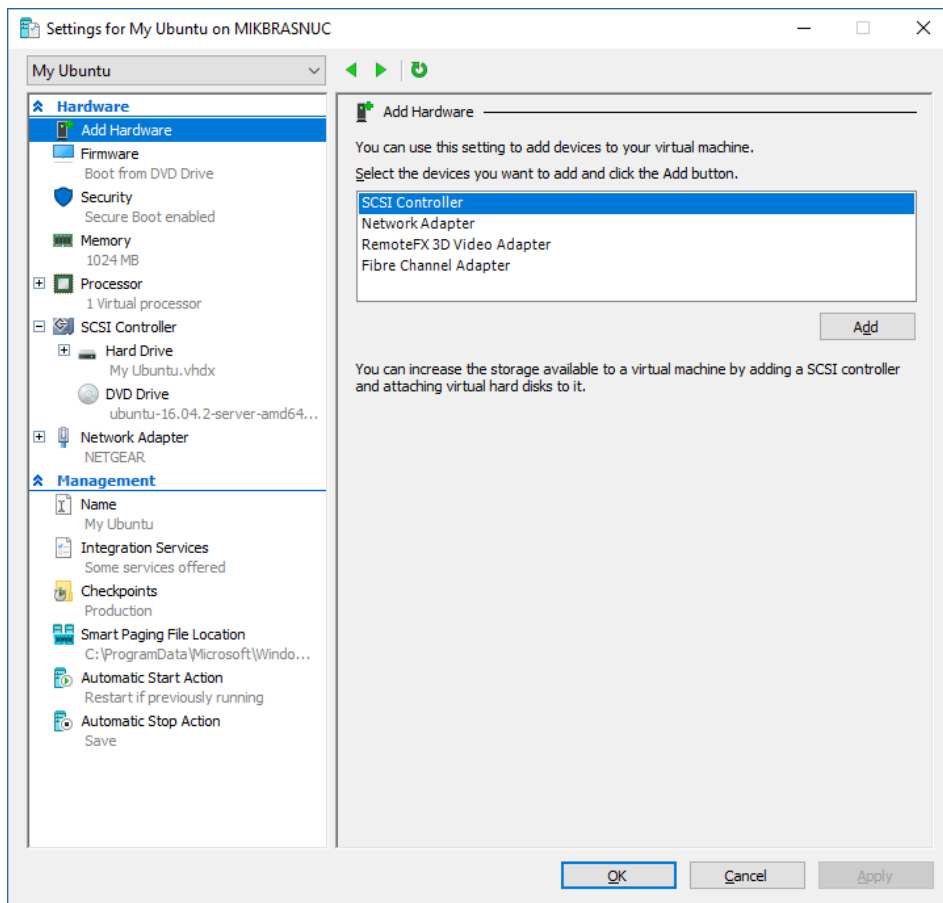 Settings for My Ubuntu on MIKBRASNUC
My Ubuntu
Hardware
Add Hardware
Firmware
Boot from DVD Drive
Security
Secure Boot enabled
Memory
1024 MB
Processor
1 Virtual processor
SCSI Controller
Hard Drive
My Ubuntu.vhdx
DVD Drive
ubuntu-16.04.2-server-amd64...
Network Adapter
NETGEAR
Management
Name
My Ubuntu
Integration Services
Some services offered
Checkpoints
Production
Smart Paging File Location
C:\ProgramData\Microsoft\Windo...
Automatic Start Action
Restart if previously running
Automatic Stop Action
Save
Add Hardware
You can use this setting to add devices to your virtual machine.
Select the devices you want to add and click the Add button.
SCSI Controller
Network Adapter
RemoteFX 3D Video Adapter
Fibre Channel Adapter
Add
You can increase the storage available to a virtual machine by adding a SCSI controller
and attaching virtual hard disks to it.
OK
Cancel
Apply